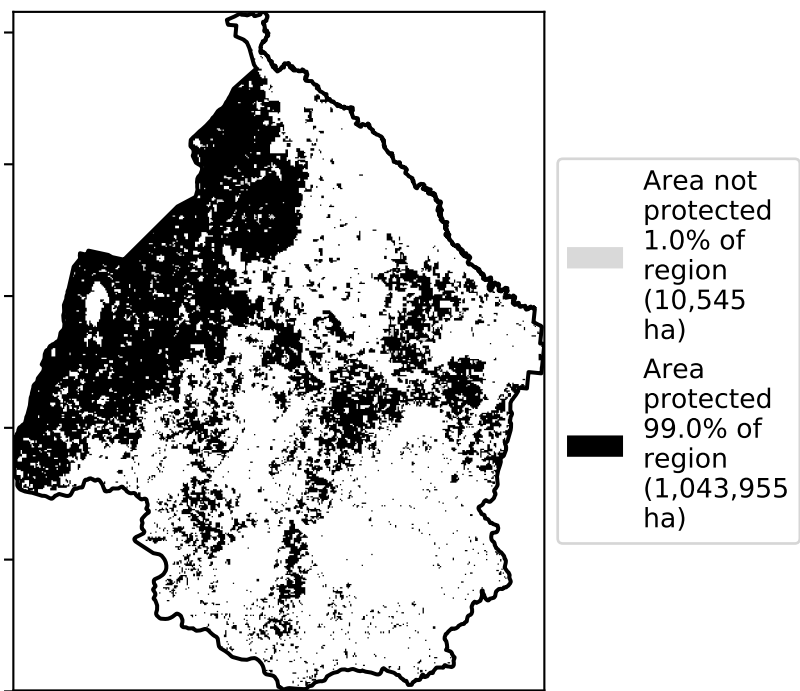 Area not
protected
1.0% of
region
(10,545
ha)
Area
protected
99.0% of
region
(1,043,955
ha)